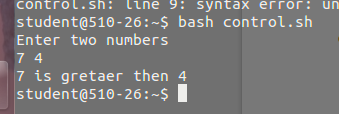 control.sh: line 9: syntax error: un
student@510-26:~$ bash control.sh
Enter two numbers
7 4
7 is gretaer then 4
student@510-26:~$